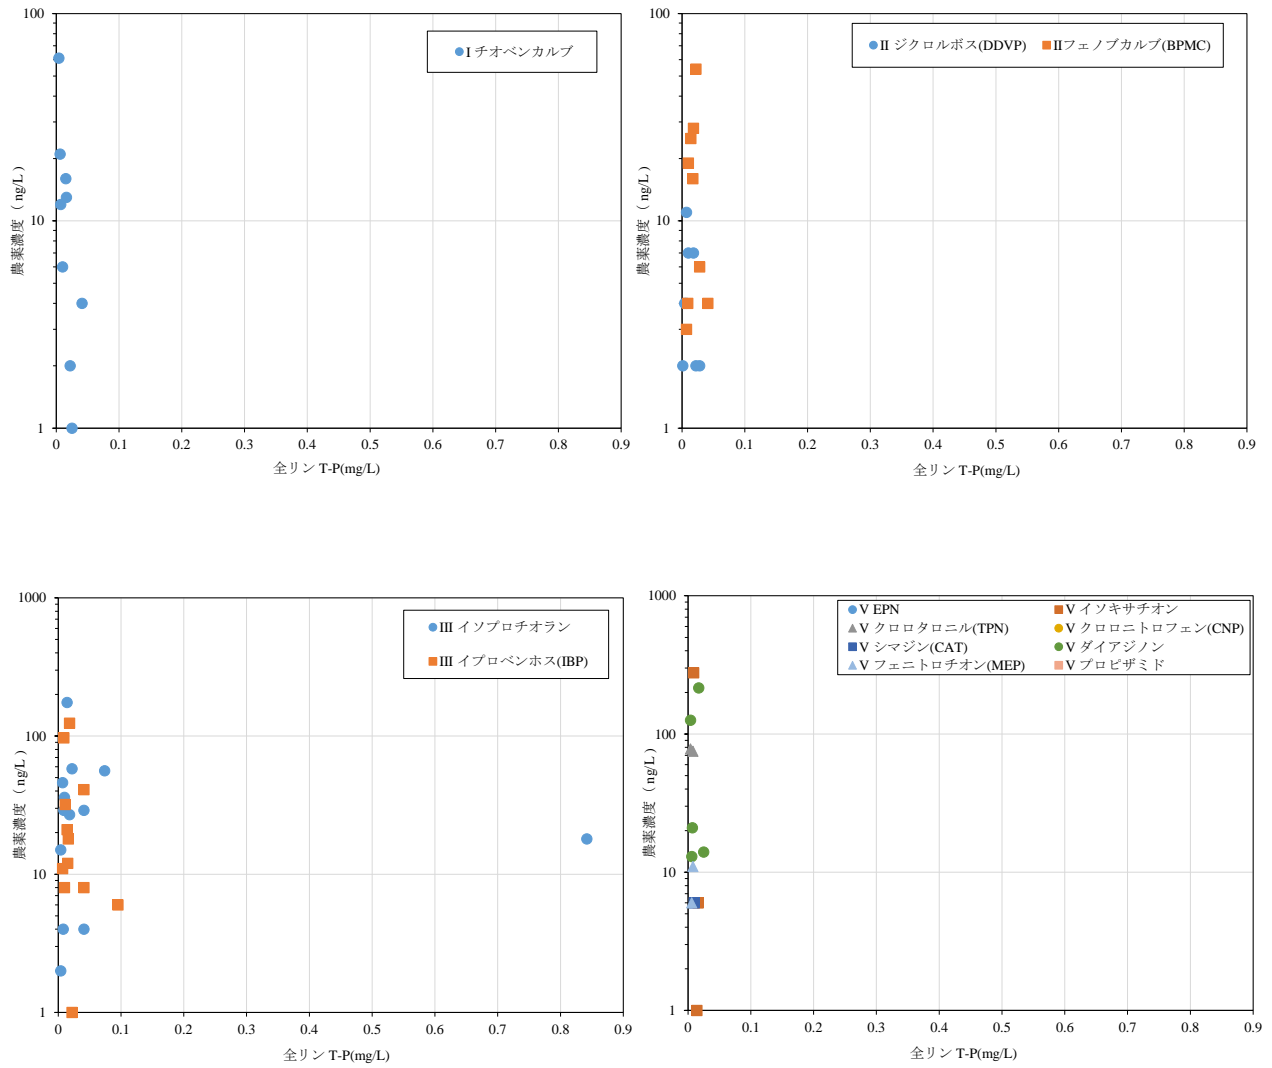 100
10
1
農薬濃度（ ng/L ）
I チオベンカルブ
0 0.1 0.2 0.3 0.4 0.5 0.6 0.7 0.8 0.9
全リン T-P(mg/L)
100
10
1
農薬濃度（ ng/L ）
II ジクロルボス(DDVP) IIフェノブカルブ(BPMC)
0 0.1 0.2 0.3 0.4 0.5 0.6 0.7 0.8 0.9
全リン T-P(mg/L)
1000
100
10
1
農薬濃度（ ng/L ）
III イソプロチオラン
III イプロベンホス(IBP)
0 0.1 0.2 0.3 0.4 0.5 0.6 0.7 0.8 0.9
全リン T-P(mg/L)
1000
100
10
1
農薬濃度（ ng/L ）
V EPN V イソキサチオン
V クロロタロニル(TPN) V クロロニトロフェン(CNP)
V シマジン(CAT) V ダイアジノン
V フェニトロチオン(MEP) V プロピザミド
0 0.1 0.2 0.3 0.4 0.5 0.6 0.7 0.8 0.9
全リン T-P(mg/L)